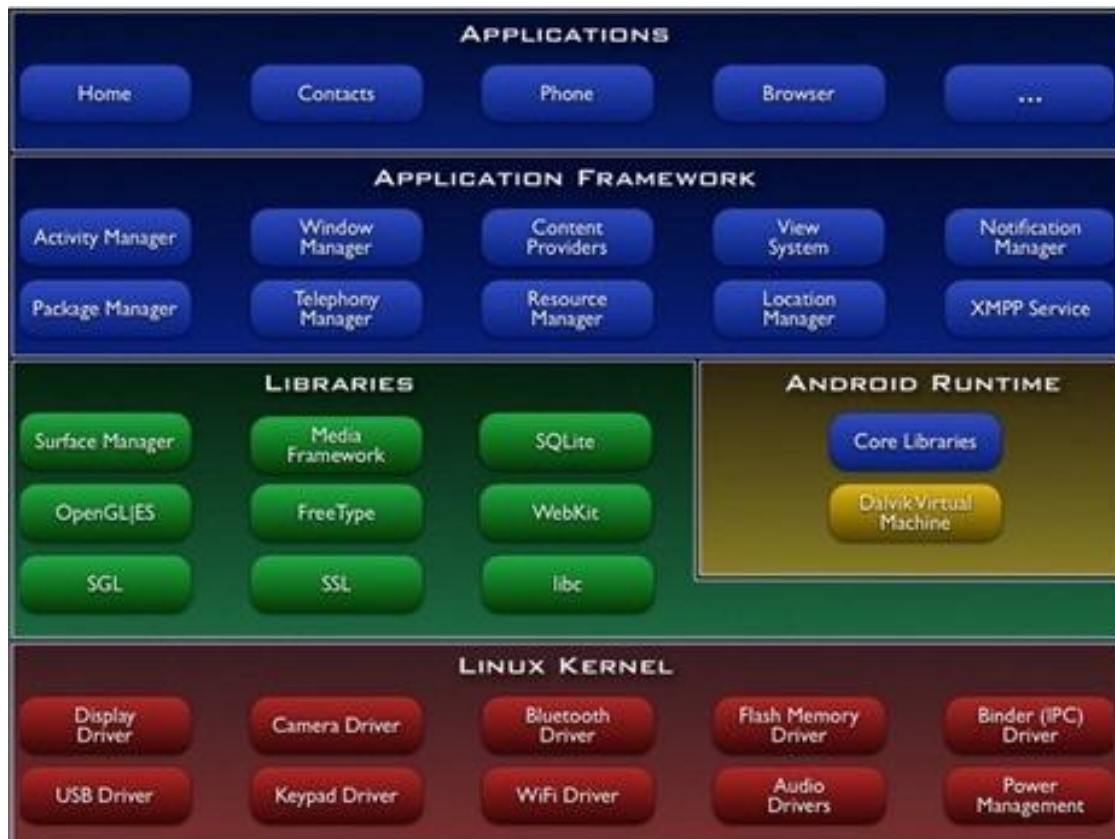 APPLICATIONS
Home
Contacts
Phone
Browser
...
APPLICATION FRAMEWORK
Activity Manager
Window
Manager
Content
Providers
View
System
Notification
Manager
Package Manager
Telephony
Manager
Resource
Manager
Location
Manager
XMPP Service
LIBRARIES
Surface Manager
Media
Framework
SQLite
OpenGL|ES
FreeType
WebKit
SGL
SSL
libc
ANDROID RUNTIME
Core Libraries
Dalvik Virtual
Machine
LINUX KERNEL
Display
Driver
Camera Driver
Bluetooth
Driver
Flash Memory
Driver
Binder (IPC)
Driver
USB Driver
Keypad Driver
WiFi Driver
Audio
Drivers
Power
Management